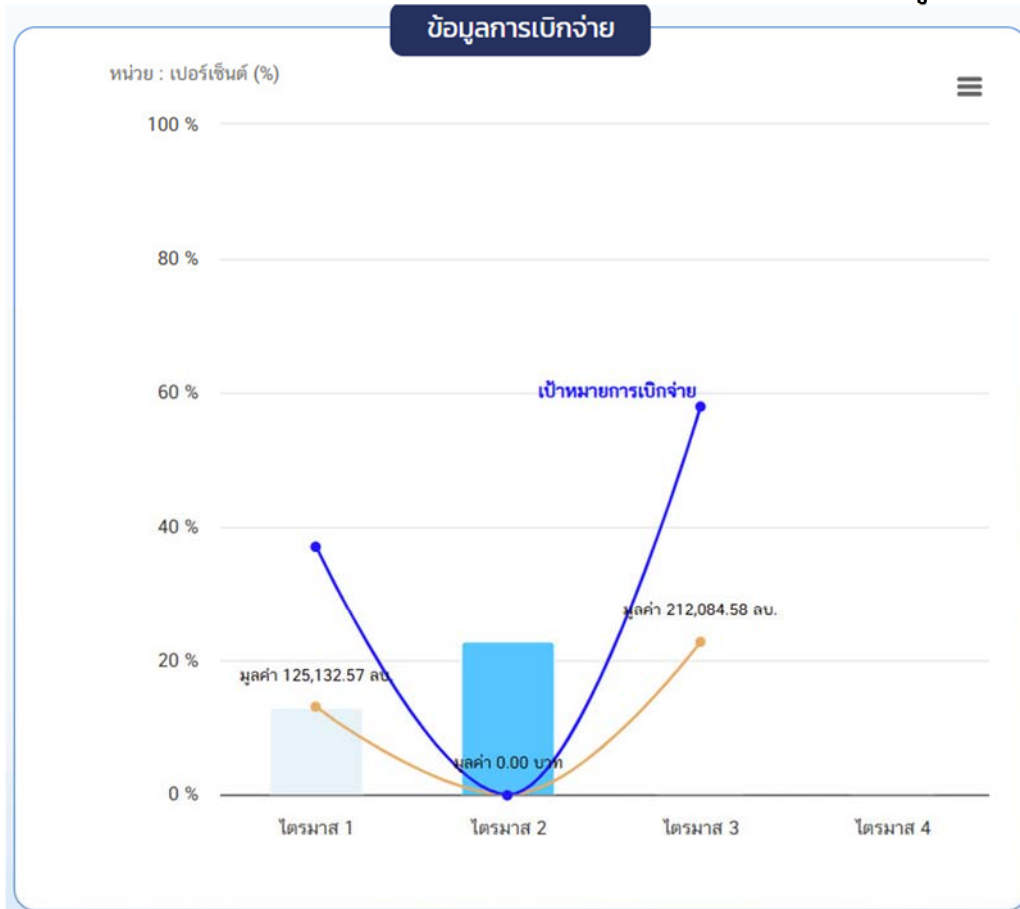 ข้อมูลการเบิกจ่าย
หน่วย : เปอร์เซ็นต์ (%)
100 %
80 %
60 %
เป้าหมายการเบิกจ่าย
40 %
มูลค่า 212,084.58 ลบ.
20 %
มูลค่า 125,132.57 ลบ.
มูลค่า 0.00 บาท
0 %
ไตรมาส 1 ไตรมาส 2 ไตรมาส 3 ไตรมาส 4